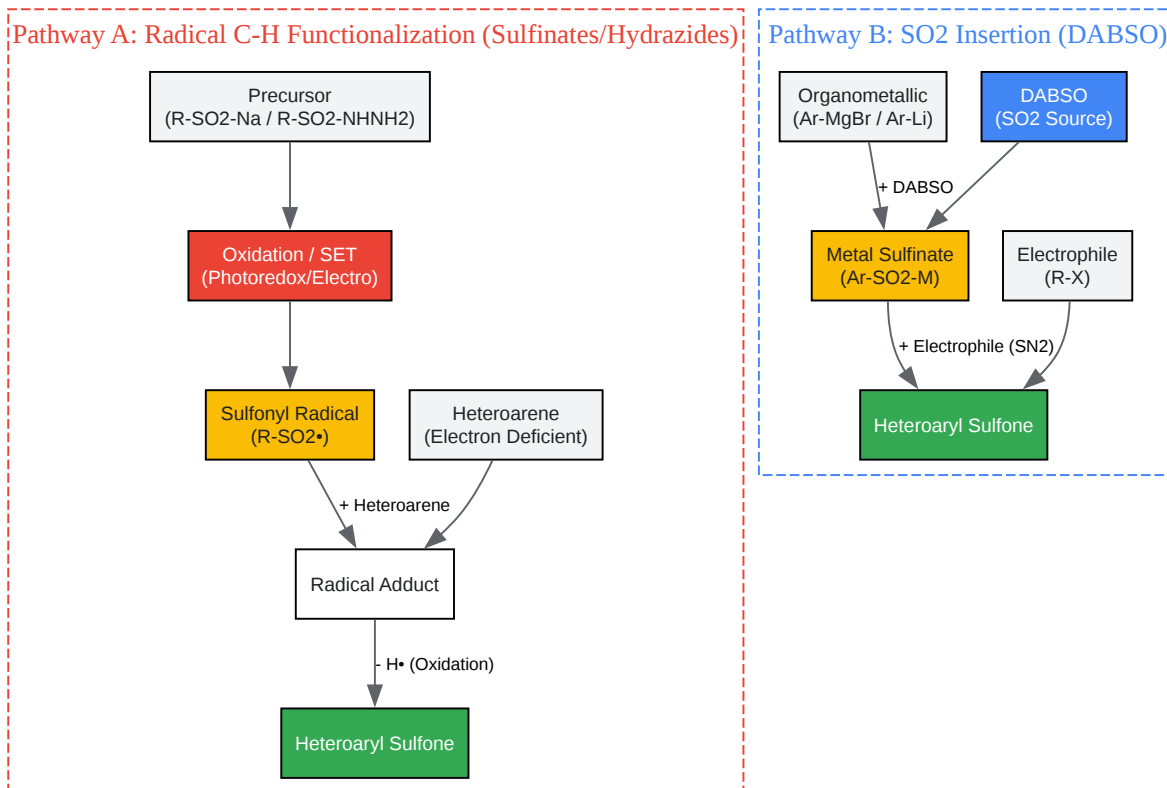 Pathway A: Radical C-H Functionalization (Sulfinates/Hydrazides)
Precursor
(R-SO2-Na / R-SO2-NHNH2)
Oxidation / SET
(Photoredox/Electro)
Sulfonyl Radical
(R-SO2•)
Heteroarene
(Electron Deficient)
+ Heteroarene
Radical Adduct
- H• (Oxidation)
Heteroaryl Sulfone
Pathway B: SO2 Insertion (DABSO)
Organometallic
(Ar-MgBr / Ar-Li)
DABSO
(SO2 Source)
+ DABSO
Metal Sulfinate
(Ar-SO2-M)
Electrophile
(R-X)
+ Electrophile (SN2)
Heteroaryl Sulfone